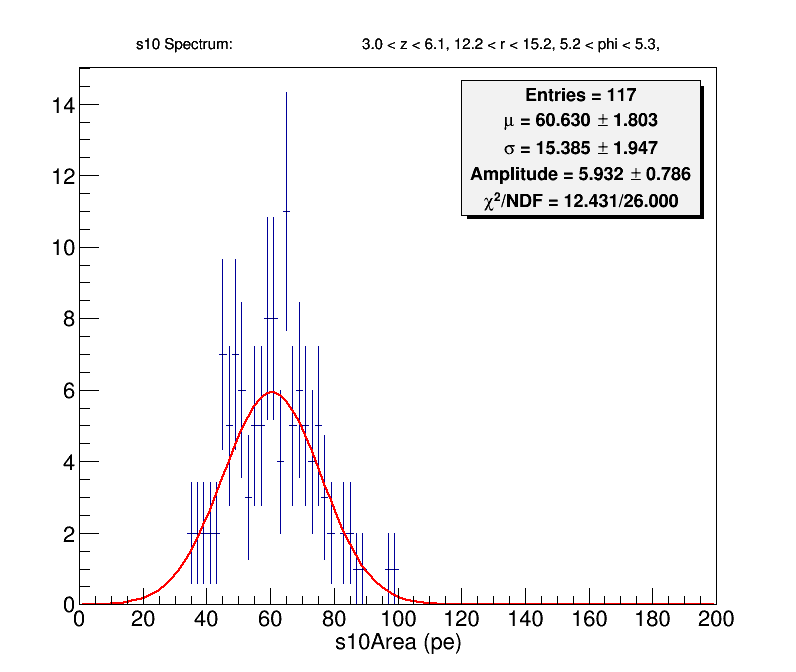 s10 Spectrum: 3.0 < z < 6.1, 12.2 < r < 15.2, 5.2 < phi < 5.3,
Entries = 117
μ = 60.630 ± 1.803
σ = 15.385 ± 1.947
Amplitude = 5.932 ± 0.786
χ²/NDF = 12.431/26.000
14
12
10
8
6
4
2
0
0 20 40 60 80 100 120 140 160 180 200
s10Area (pe)